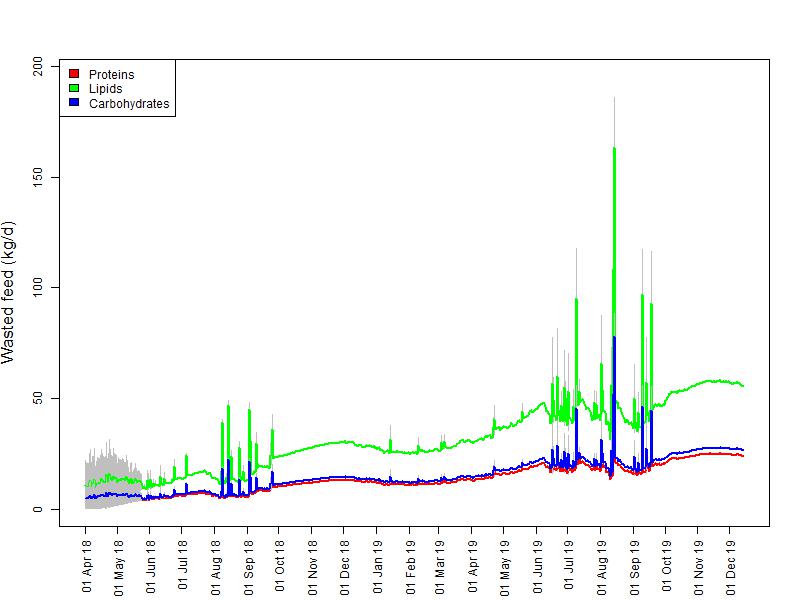 Proteins
Lipids
Carbohydrates
Wasted feed (kg/d)
200
150
100
50
0
01 Apr 18
01 May 18
01 Jun 18
01 Jul 18
01 Aug 18
01 Sep 18
01 Oct 18
01 Nov 18
01 Dec 18
01 Jan 19
01 Feb 19
01 Mar 19
01 Apr 19
01 May 19
01 Jun 19
01 Jul 19
01 Aug 19
01 Sep 19
01 Oct 19
01 Nov 19
01 Dec 19